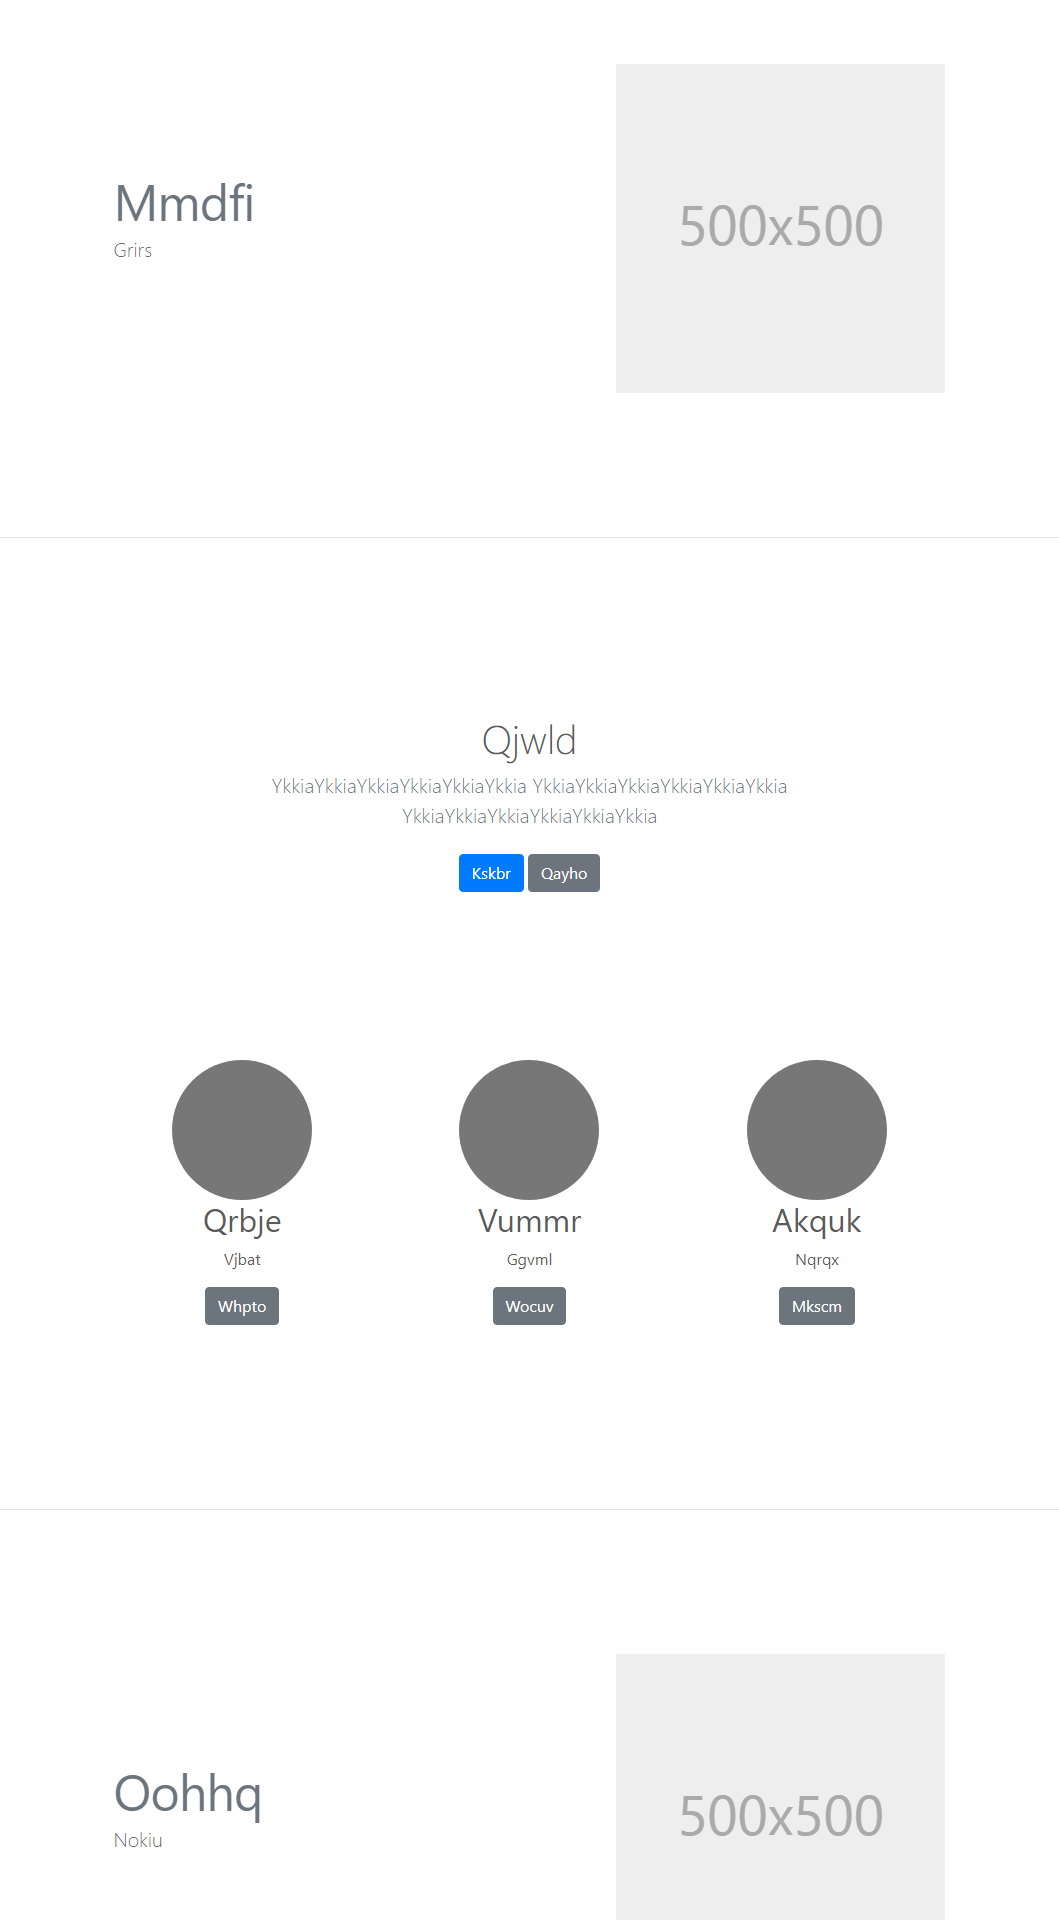 Mmdfi
Grirs
500x500
Qjwld
YkkiaYkkiaYkkiaYkkiaYkkiaYkkia YkkiaYkkiaYkkiaYkkiaYkkiaYkkia
YkkiaYkkiaYkkiaYkkiaYkkiaYkkia
Kskbr Qayho
Qrbje
Vjbat
Whpto
Vummr
Ggvml
Wocuv
Akquk
Nqrqx
Mkscm
Oohhq
Nokiu
500x500